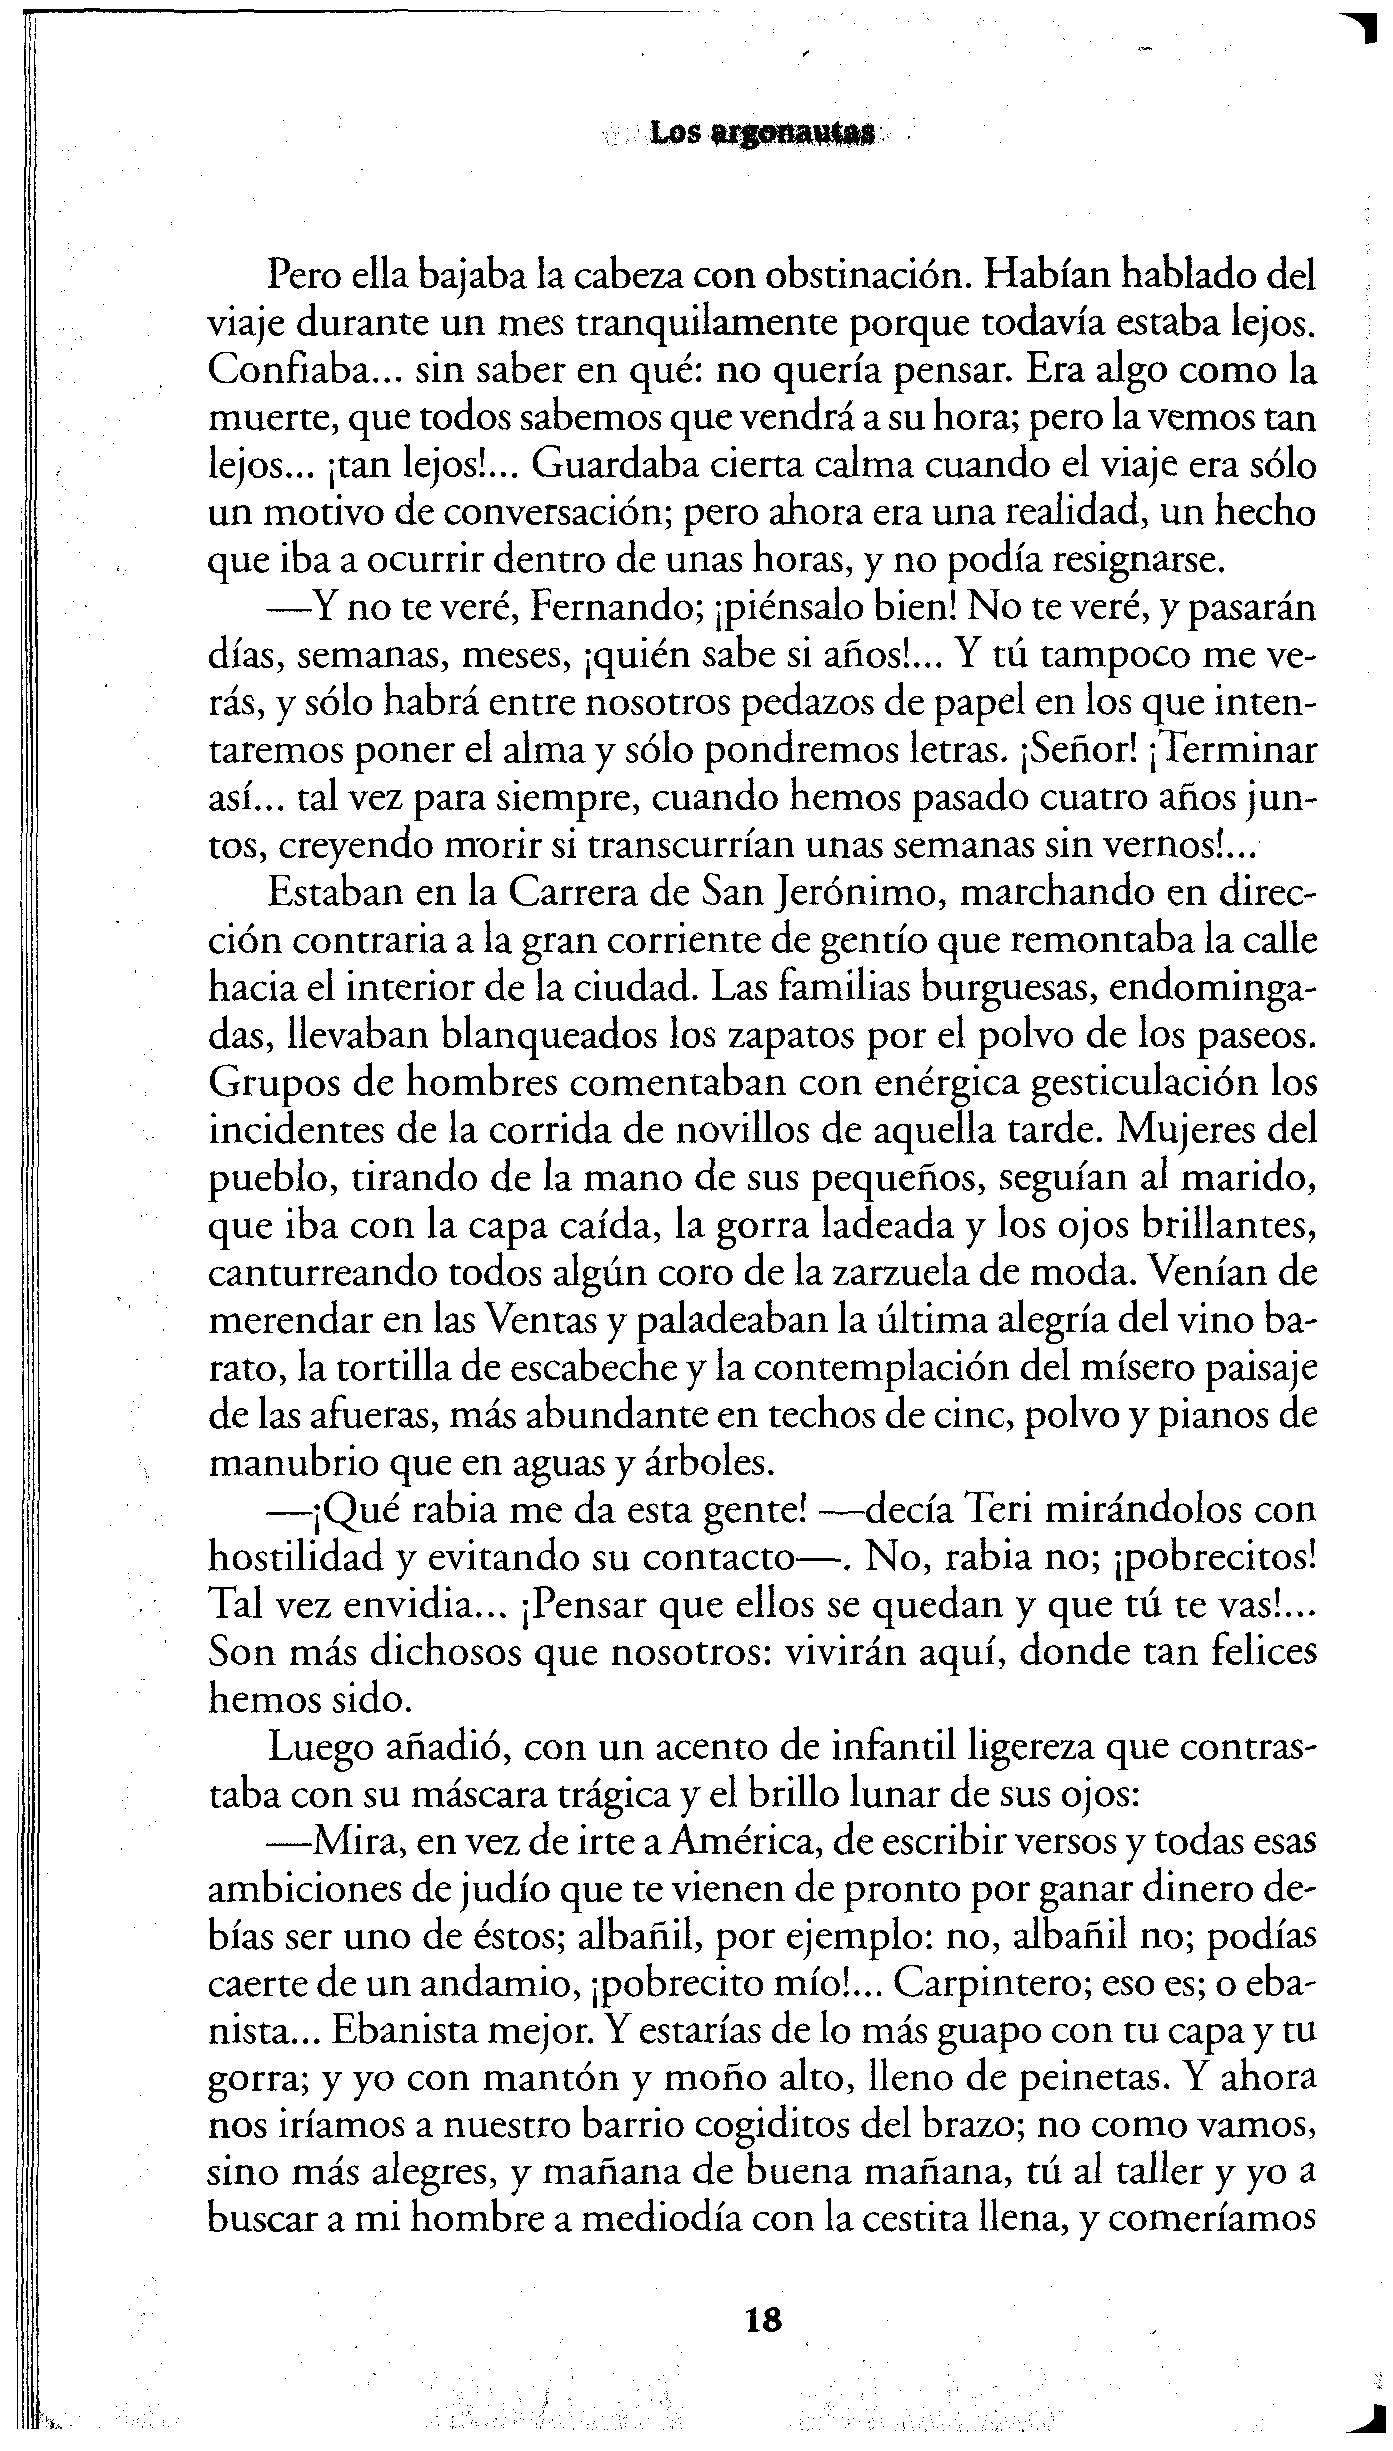 Los argonautas
Pero ella bajaba la cabeza con obstinación. Habían hablado del
viaje durante un mes tranquilamente porque todavía estaba lejos.
Confiaba... sin saber en qué: no quería pensar. Era algo como la
muerte, que todos sabemos que vendrá a su hora; pero la vemos tan
lejos... ¡tan lejos!... Guardaba cierta calma cuando el viaje era sólo
un motivo de conversación; pero ahora era una realidad, un hecho
que iba a ocurrir dentro de unas horas, y no podía resignarse.
—Y no te veré, Fernando; ¡piénsalo bien! No te veré, y pasarán
días, semanas, meses, ¡quién sabe si años!... Y tú tampoco me ve-
rás, y sólo habrá entre nosotros pedazos de papel en los que inten-
taremos poner el alma y sólo pondremos letras. ¡Señor! ¡Terminar
así... tal vez para siempre, cuando hemos pasado cuatro años jun-
tos, creyendo morir si transcurrían unas semanas sin vernos!...
Estaban en la Carrera de San Jerónimo, marchando en direc-
ción contraria a la gran corriente de gentío que remontaba la calle
hacia el interior de la ciudad. Las familias burguesas, endominga-
das, llevaban blanqueados los zapatos por el polvo de los paseos.
Grupos de hombres comentaban con enérgica gesticulación los
incidentes de la corrida de novillos de aquella tarde. Mujeres del
pueblo, tirando de la mano de sus pequeños, seguían al marido,
que iba con la capa caída, la gorra ladeada y los ojos brillantes,
canturreando todos algún coro de la zarzuela de moda. Venían de
merendar en las Ventas y paladeaban la última alegría del vino ba-
rato, la tortilla de escabeche y la contemplación del mísero paisaje
de las afueras, más abundante en techos de cinc, polvo y pianos de
manubrio que en aguas y árboles.
—¡Qué rabia me da esta gente! —decía Teri mirándolos con
hostilidad y evitando su contacto—. No, rabia no; ¡pobrecitos!
Tal vez envidia... ¡Pensar que ellos se quedan y que tú te vas!...
Son más dichosos que nosotros: vivirán aquí, donde tan felices
hemos sido.
Luego añadió, con un acento de infantil ligereza que contras-
taba con su máscara trágica y el brillo lunar de sus ojos:
—Mira, en vez de irte a América, de escribir versos y todas esas
ambiciones de judío que te vienen de pronto por ganar dinero de-
bías ser uno de éstos; albañil, por ejemplo: no, albañil no; podías
caerte de un andamio, ¡pobrecito mío!... Carpintero; eso es; o eba-
nista... Ebanista mejor. Y estarías de lo más guapo con tu capa y tu
gorra; y yo con mantón y moño alto, lleno de peinetas. Y ahora
nos iríamos a nuestro barrio cogiditos del brazo; no como vamos,
sino más alegres, y mañana de buena mañana, tú al taller y yo a
buscar a mi hombre a mediodía con la cestita llena, y comeríamos
18